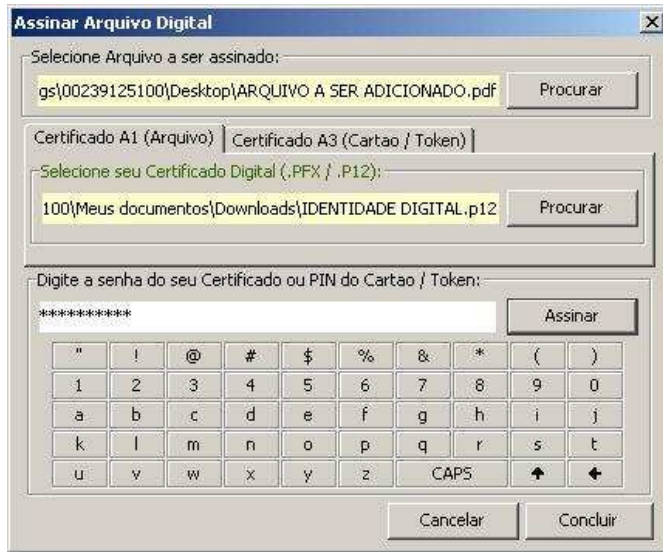 Assinar Arquivo Digital
Selecione Arquivo a ser assinado:
gs\00239125100\Desktop\ARQUIVO A SER ADICIONADO.pdf Procurar
Certificado A1 (Arquivo) Certificado A3 (Cartao / Token)
Selecione seu Certificado Digital (.PFX / .P12):
100\Meus documentos\Downloads\IDENTIDADE DIGITAL.p12 Procurar
Digite a senha do seu Certificado ou PIN do Cartao / Token:
********** Assinar
" ! @ # $ % & * ( )
1 2 3 4 5 6 7 8 9 0
a b c d e f g h i j
k l m n o p q r s t
u v w x y z CAPS ↑ ←
Cancelar Concluir